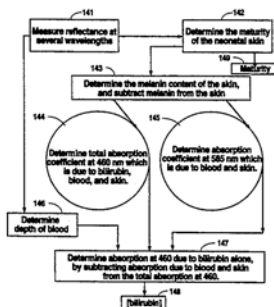 141
142
Measure reflectance at
several wavelengths
Determine the maturity
of the neonatal skin
149
Maturity
143
Determine the melanin content of the skin,
and subtract melanin from the skin
144
145
Determine total absorption
coefficient at 460 nm which
is due to bilirubin,
blood, and skin.
Determine absorption
coefficient at 585 nm
which is due to blood
and skin.
146
Determine
depth of blood
147
Determine absorption at 460 due to bilirubin alone,
by subtracting absorption due to blood and skin
from the total absorption at 460.
148
[bilirubin]